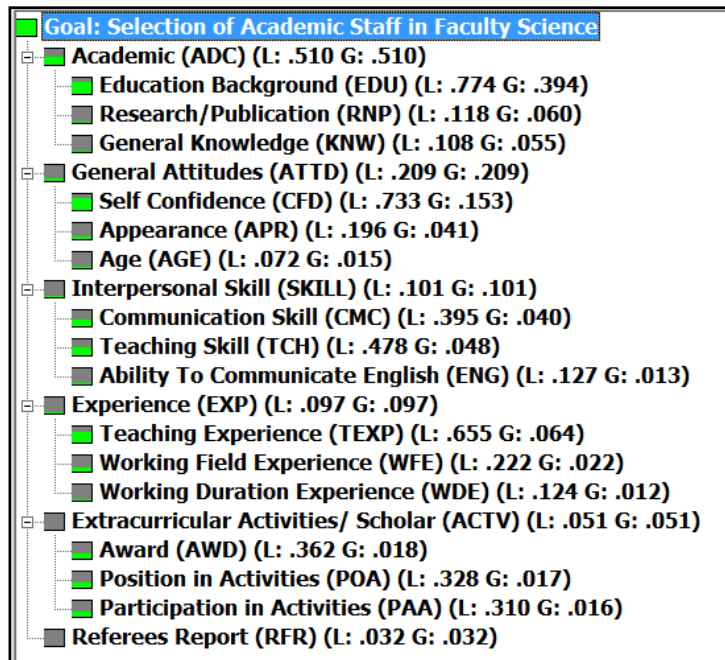 Goal: Selection of Academic Staff in Faculty Science
Academic (ADC) (L: .510 G: .510)
Education Background (EDU) (L: .774 G: .394)
Research/Publication (RNP) (L: .118 G: .060)
General Knowledge (KNW) (L: .108 G: .055)
General Attitudes (ATTD) (L: .209 G: .209)
Self Confidence (CFD) (L: .733 G: .153)
Appearance (APR) (L: .196 G: .041)
Age (AGE) (L: .072 G: .015)
Interpersonal Skill (SKILL) (L: .101 G: .101)
Communication Skill (CMC) (L: .395 G: .040)
Teaching Skill (TCH) (L: .478 G: .048)
Ability To Communicate English (ENG) (L: .127 G: .013)
Experience (EXP) (L: .097 G: .097)
Teaching Experience (TEXP) (L: .655 G: .064)
Working Field Experience (WFE) (L: .222 G: .022)
Working Duration Experience (WDE) (L: .124 G: .012)
Extracurricular Activities/ Scholar (ACTV) (L: .051 G: .051)
Award (AWD) (L: .362 G: .018)
Position in Activities (POA) (L: .328 G: .017)
Participation in Activities (PAA) (L: .310 G: .016)
Referees Report (RFR) (L: .032 G: .032)